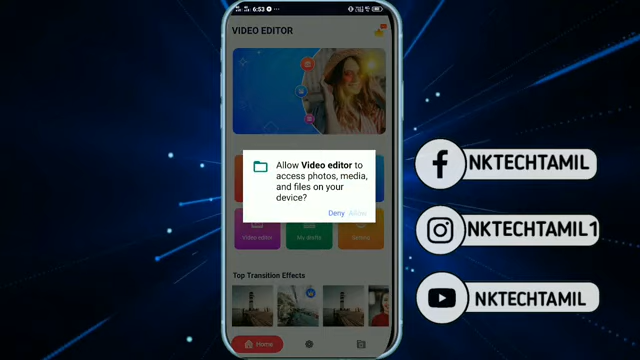 6:53
VIDEO EDITOR
Allow Video editor to
access photos, media,
and files on your
device?
Deny Allow
Video editor
My drafts
Top Transition Effects
Home
NKTECHTAMIL
NKTECHTAMIL1
NKTECHTAMIL